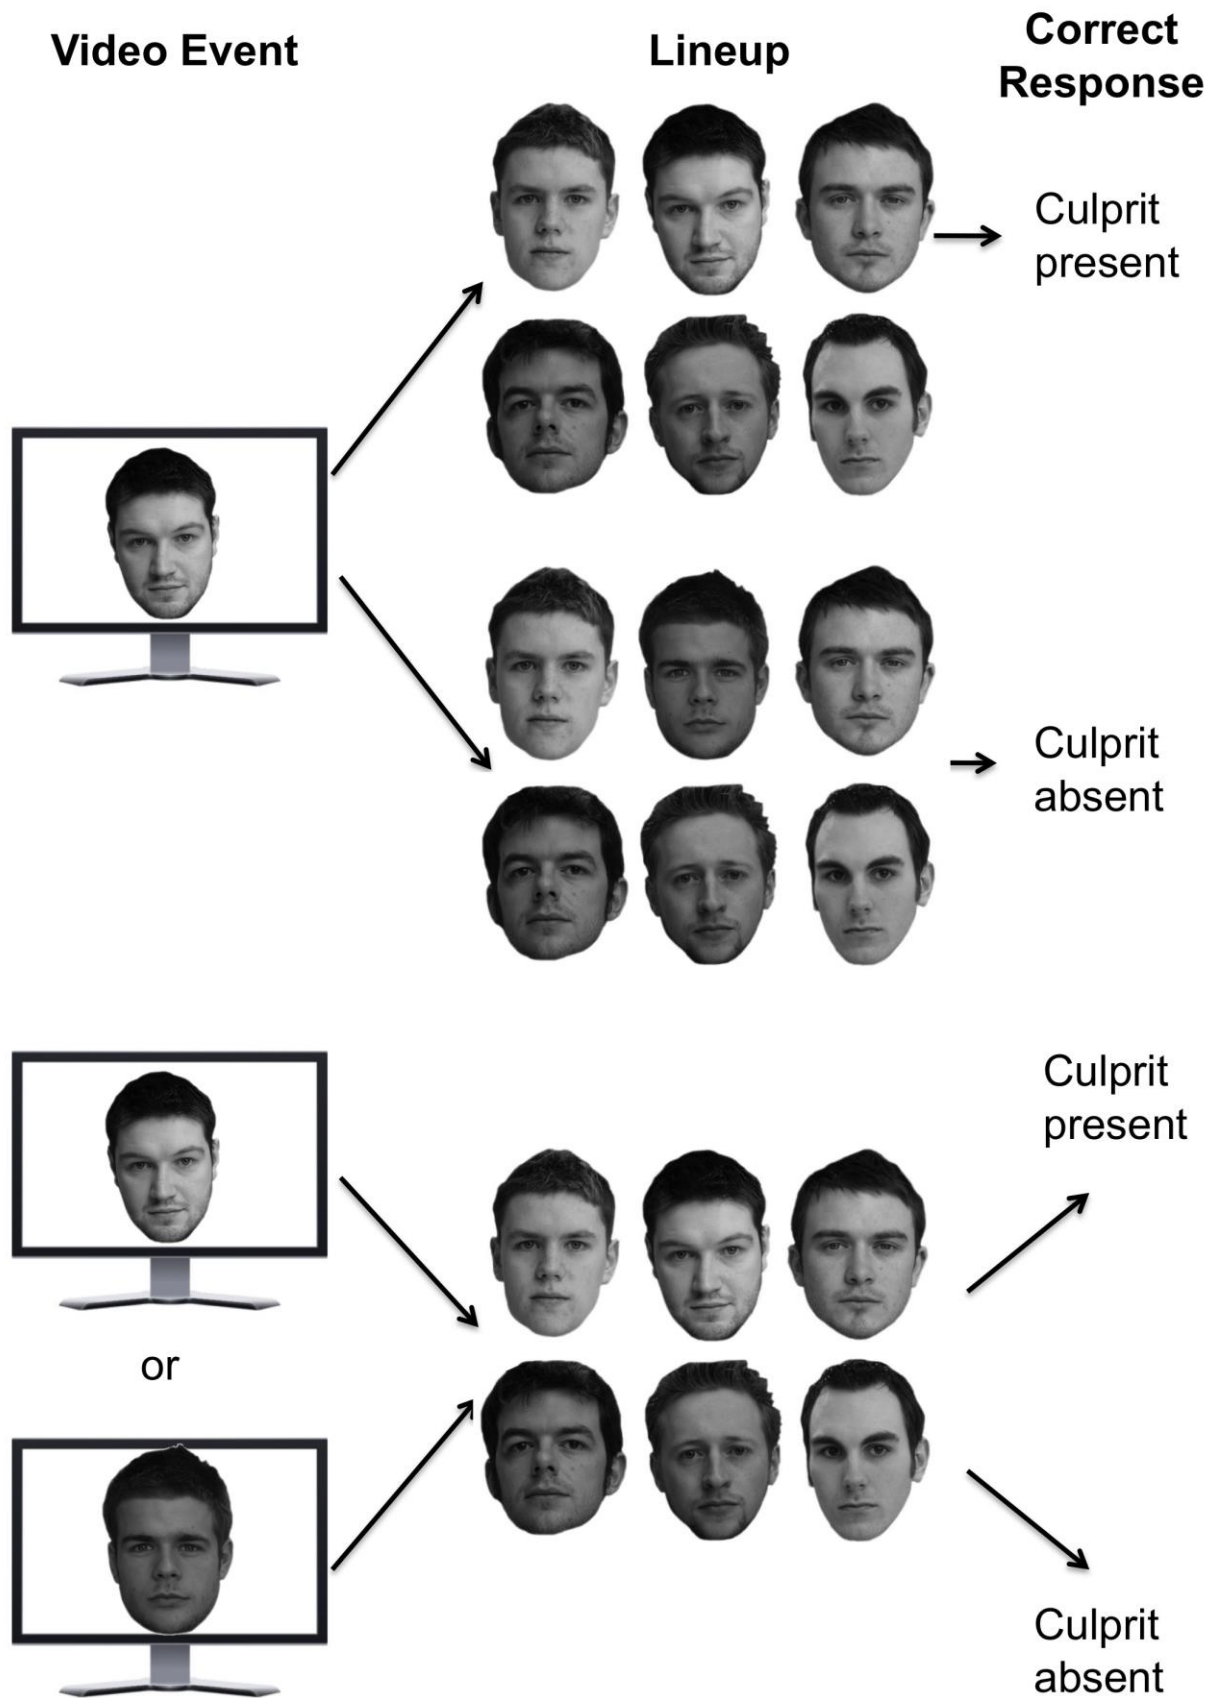 Video Event
Lineup
Correct
Response
Culprit
present
Culprit
absent
Culprit
present
or
Culprit
absent